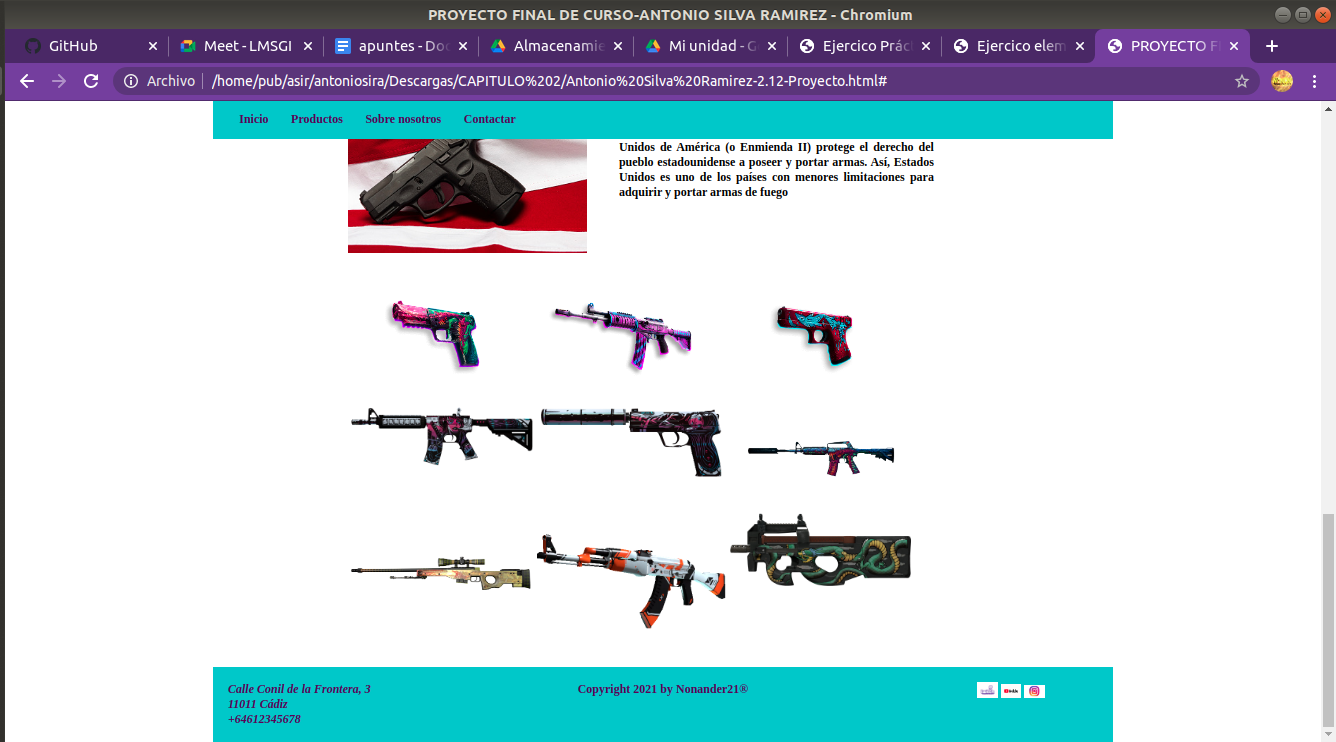 PROYECTO FINAL DE CURSO-ANTONIO SILVA RAMIREZ - Chromium
GitHub
Meet - LMSGI
apuntes - Doc
Almacenamie
Mi unidad - G
Ejercico Prác
Ejercico elem
PROYECTO F
Archivo | /home/pub/asir/antoniosira/Descargas/CAPITULO%202/Antonio%20Silva%20Ramirez-2.12-Proyecto.html#
Inicio Productos Sobre nosotros Contactar
Unidos de América (o Enmienda II) protege el derecho del
pueblo estadounidense a poseer y portar armas. Así, Estados
Unidos es uno de los países con menores limitaciones para
adquirir y portar armas de fuego
Calle Conil de la Frontera, 3
11011 Cádiz
+64612345678
Copyright 2021 by Nonander21®